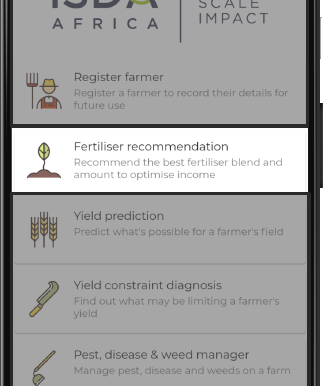 ISDA
AFRICA
SCALE
IMPACT
Register farmer
Register a farmer to record their details for
future use
Fertiliser recommendation
Recommend the best fertiliser blend and
amount to optimise income
Yield prediction
Predict what's possible for a farmer's field
Yield constraint diagnosis
Find out what may be limiting a farmer's
yield
Pest, disease & weed manager
Manage pest, disease and weeds on a farm